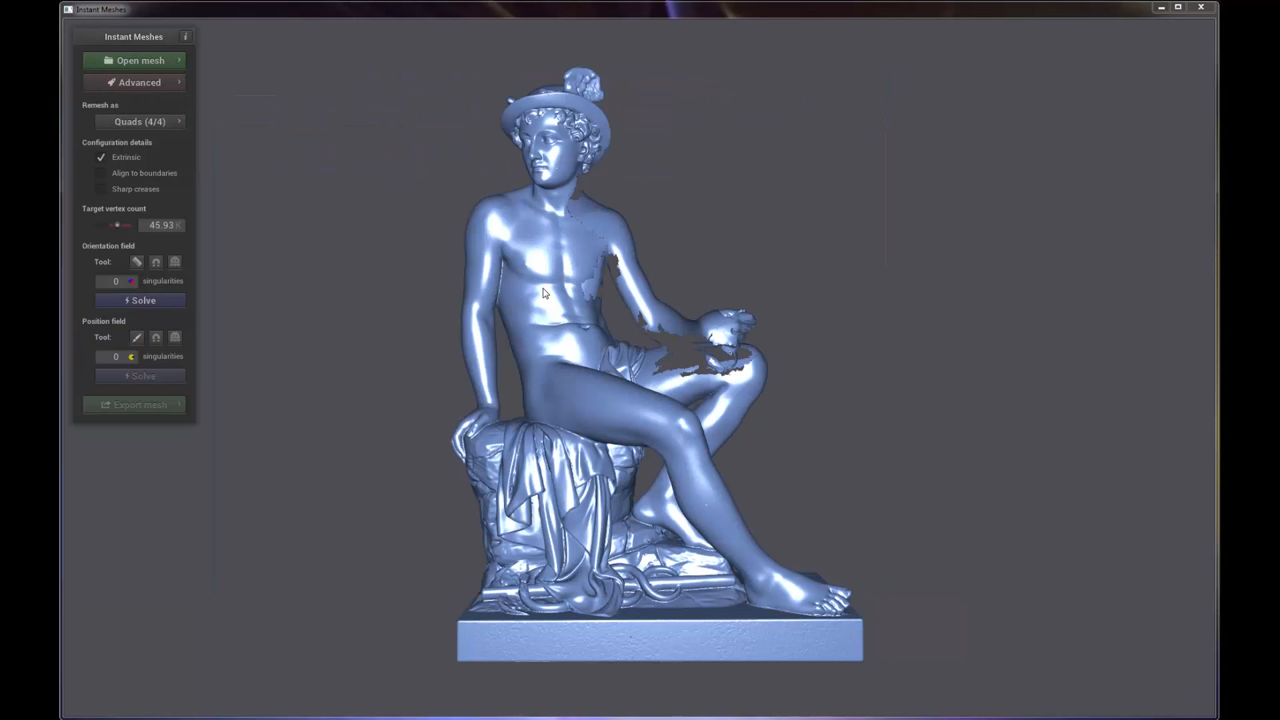 Instant Meshes
Instant Meshes i
Open mesh
Advanced
Remesh as
Quads (4/4)
Configuration details
Extrinsic
Align to boundaries
Sharp creases
Target vertex count
45.93 K
Orientation field
Tool:
0 singularities
Solve
Position field
Tool:
0 singularities
Solve
Export mesh